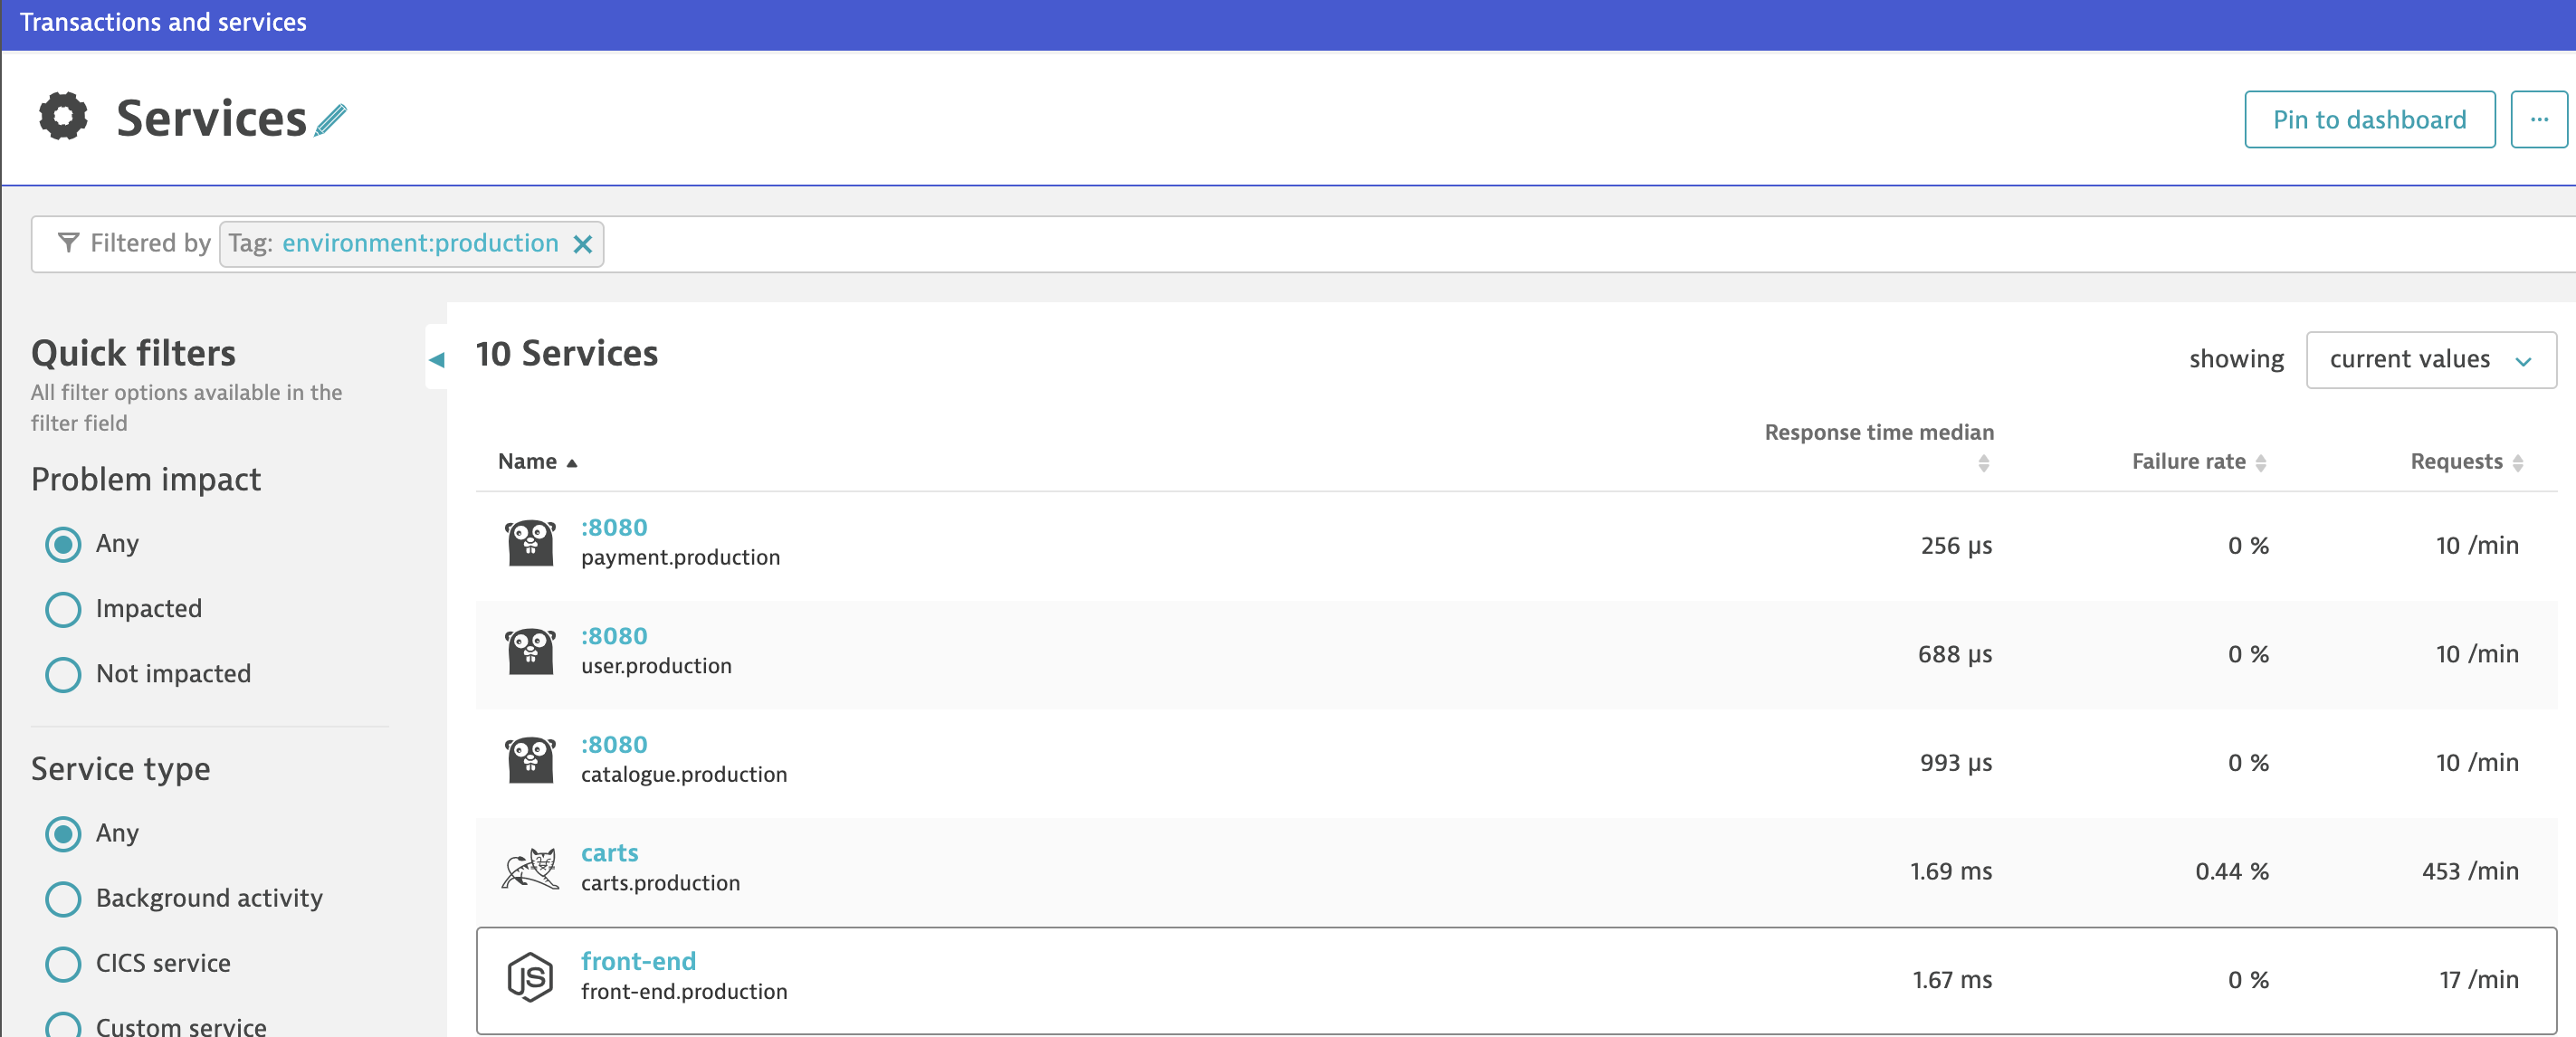 Transactions and services
Services
Pin to dashboard
...
Filtered by Tag: environment:production
Quick filters
All filter options available in the
filter field
Problem impact
Any
Impacted
Not impacted
Service type
Any
Background activity
CICS service
Custom service
10 Services
showing current values
Name Response time median Failure rate Requests
:8080
payment.production
256 µs 0 % 10 /min
:8080
user.production
688 µs 0 % 10 /min
:8080
catalogue.production
993 µs 0 % 10 /min
carts
carts.production
1.69 ms 0.44 % 453 /min
JS
front-end
front-end.production
1.67 ms 0 % 17 /min